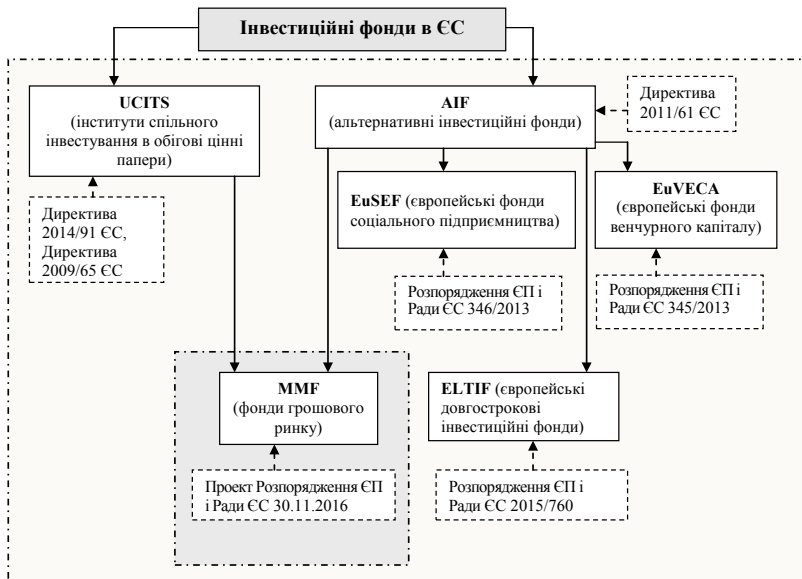 Інвестиційні фонди в ЄС
UCITS
(інститути спільного
інвестування в обігові цінні
папери)
AIF
(альтернативні інвестиційні фонди)
Директива
2011/61 ЄС
Директива
2014/91 ЄС,
Директива
2009/65 ЄС
EuSEF (європейські фонди
соціального підприємництва)
EuVECA
(європейські фонди
венчурного капіталу)
Розпорядження ЄП і
Ради ЄС 346/2013
Розпорядження ЄП і
Ради ЄС 345/2013
MMF
(фонди грошового
ринку)
ELTIF (європейські
довгострокові
інвестиційні фонди)
Проект Розпорядження ЄП
і Ради ЄС 30.11.2016
Розпорядження ЄП і
Ради ЄС 2015/760